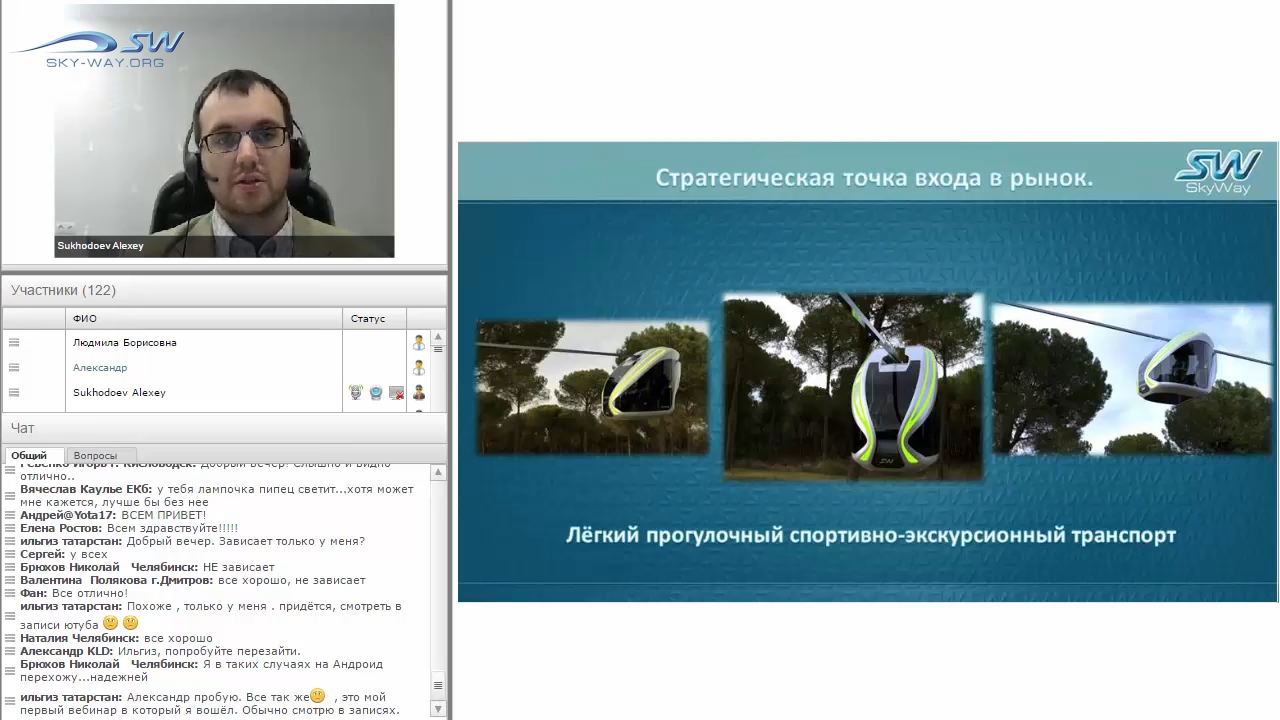 SW
SKY-WAY.ORG
Sukhodoev Alexey
Участники (122)
ФИО
Статус
Людмила Борисовна
Александр
Sukhodoev Alexey
Чат
Общий
Вопросы
Добрый вечер! Слышно и видно
отлично..
Вячеслав Каулье ЕКб: у тебя лампочка пипец светит...хотя может
мне кажется, лучше бы без нее
Андрей@Yota17: ВСЕМ ПРИВЕТ!
Елена Ростов: Всем здравствуйте!!!!!
ильгиз татарстан: Добрый вечер. Зависает только у меня?
Сергей: у всех
Брюхов Николай Челябинск: НЕ зависает
Валентина Полякова г.Дмитров: все хорошо, не зависает
Фан: Все отлично!
ильгиз татарстан: Похоже , только у меня . придётся, смотреть в
записи ютуба
Наталия Челябинск: все хорошо
Александр KLD: Ильгиз, попробуйте перезайти.
Брюхов Николай Челябинск: Я в таких случаях на Андроид
перехожу...надежней
ильгиз татарстан: Александр пробую. Все так же , это мой
первый вебинар в который я вошёл. Обычно смотрю в записях.
Стратегическая точка входа в рынок.
SW
SkyWay
SW
Лёгкий прогулочный спортивно-экскурсионный транспорт